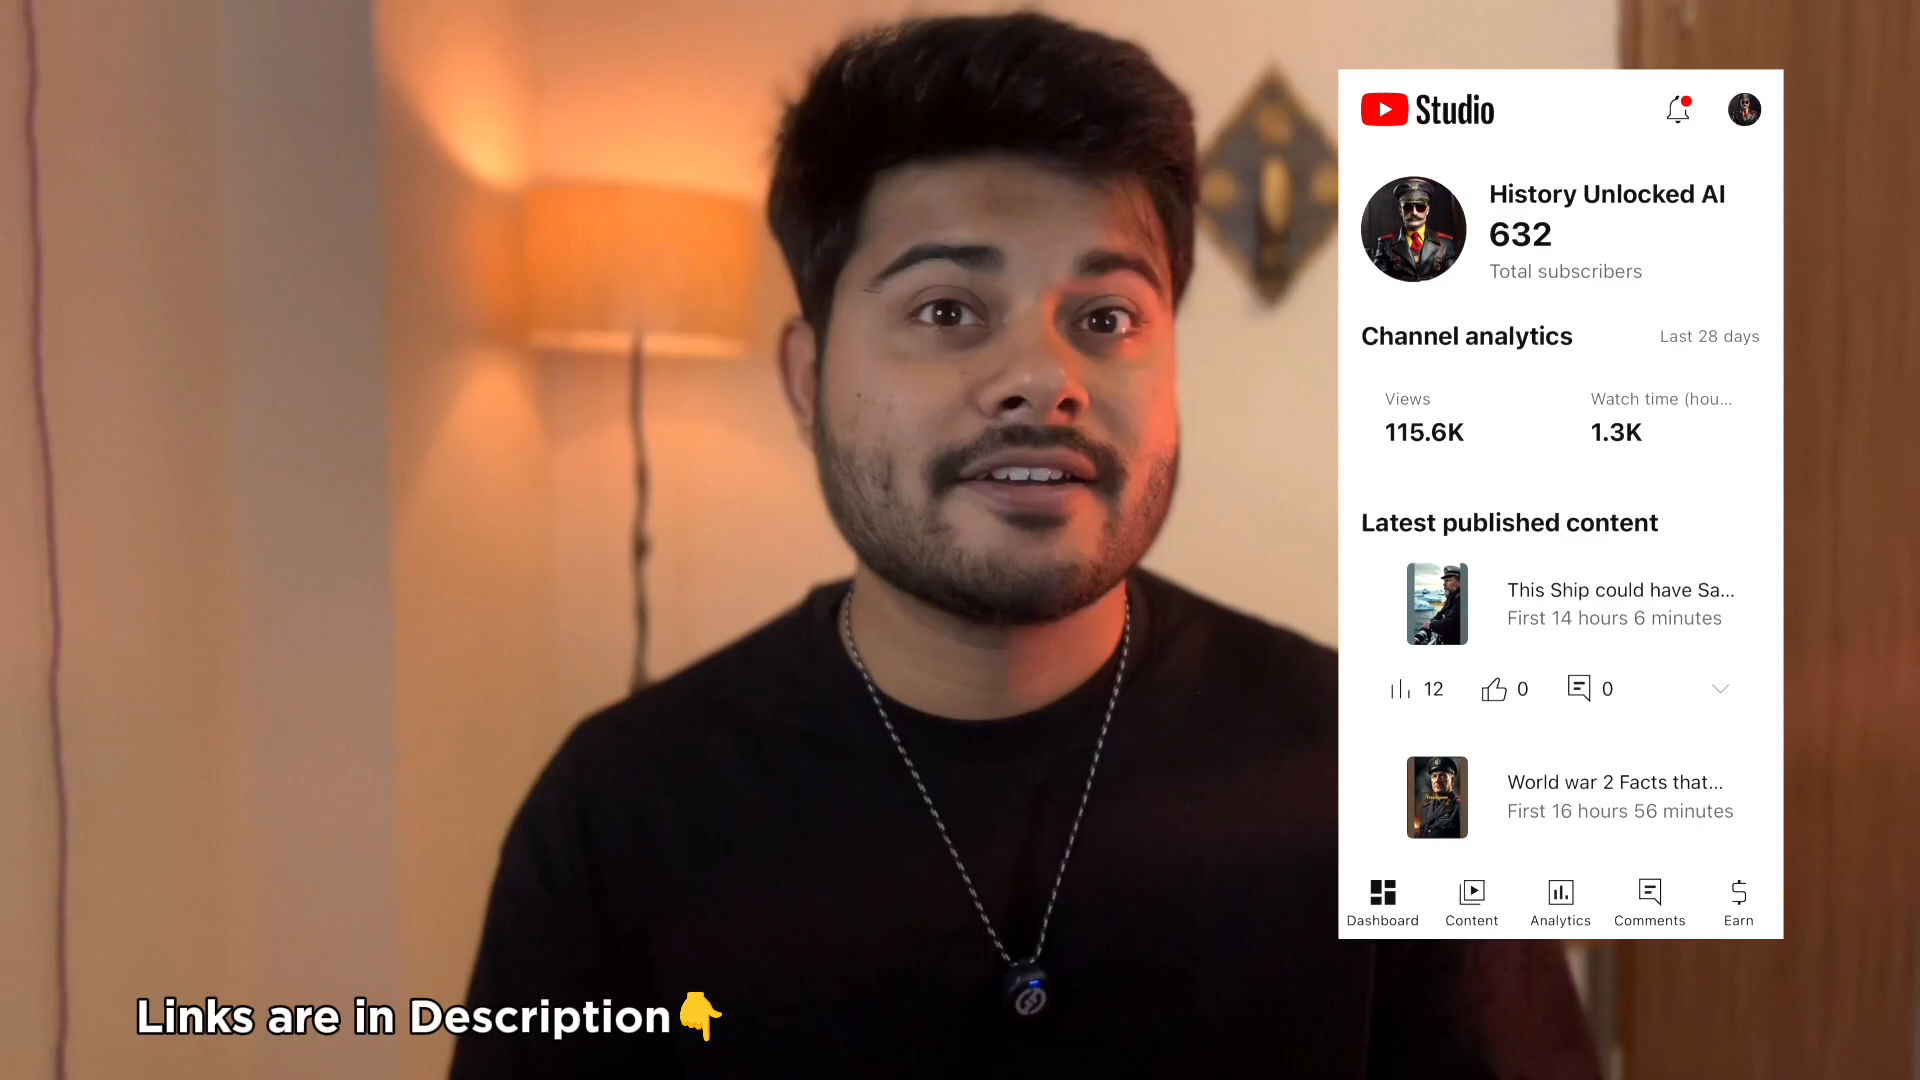 Studio
History Unlocked AI
632
Total subscribers
Channel analytics
Last 28 days
Views
Watch time (hou...
115.6K
1.3K
Latest published content
This Ship could have Sa...
First 14 hours 6 minutes
12
0
0
World war 2 Facts that...
First 16 hours 56 minutes
Dashboard
Content
Analytics
Comments
Earn
Links are in Description👇